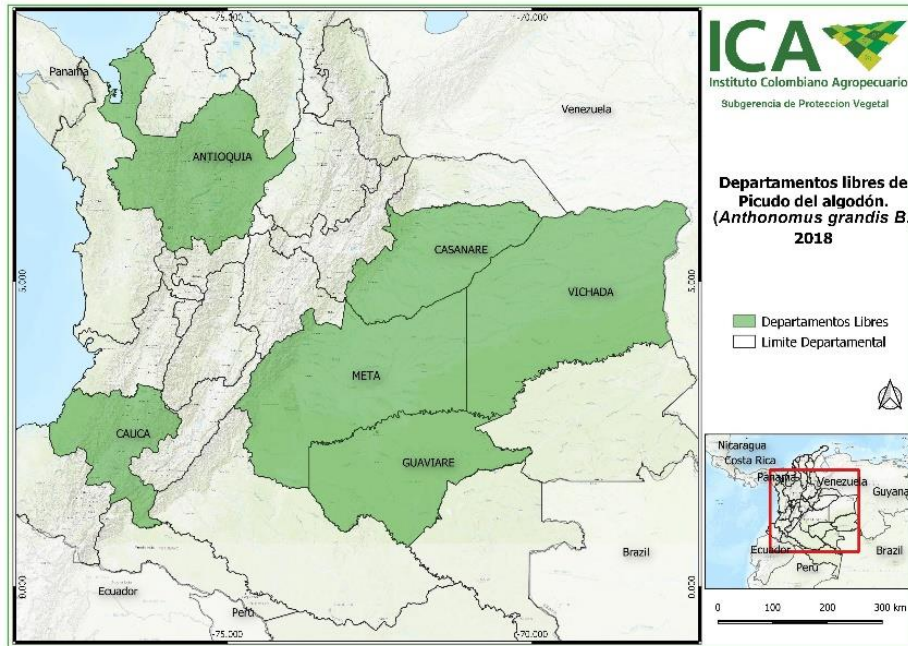 -75.000
-70.000
Panama
Venezuela
ANTIOQUIA
CASANARE
VICHADA
META
CAUCA
GUAVIARE
Brazil
Ecuador
Perú
5.000
5.000
0.000
0.000
-75.000
-70.000
ICA
Instituto Colombiano Agropecuario
Subgerencia de Proteccion Vegetal
Departamentos libres de
Picudo del algodón.
(Anthonomus grandis B.
2018
Departamentos Libres
Limite Departamental
Nicaragua
Costa Rica
Panama
Venezuela
Guyana
Ecuador
Brazil
Perú
0 100 200 300 km